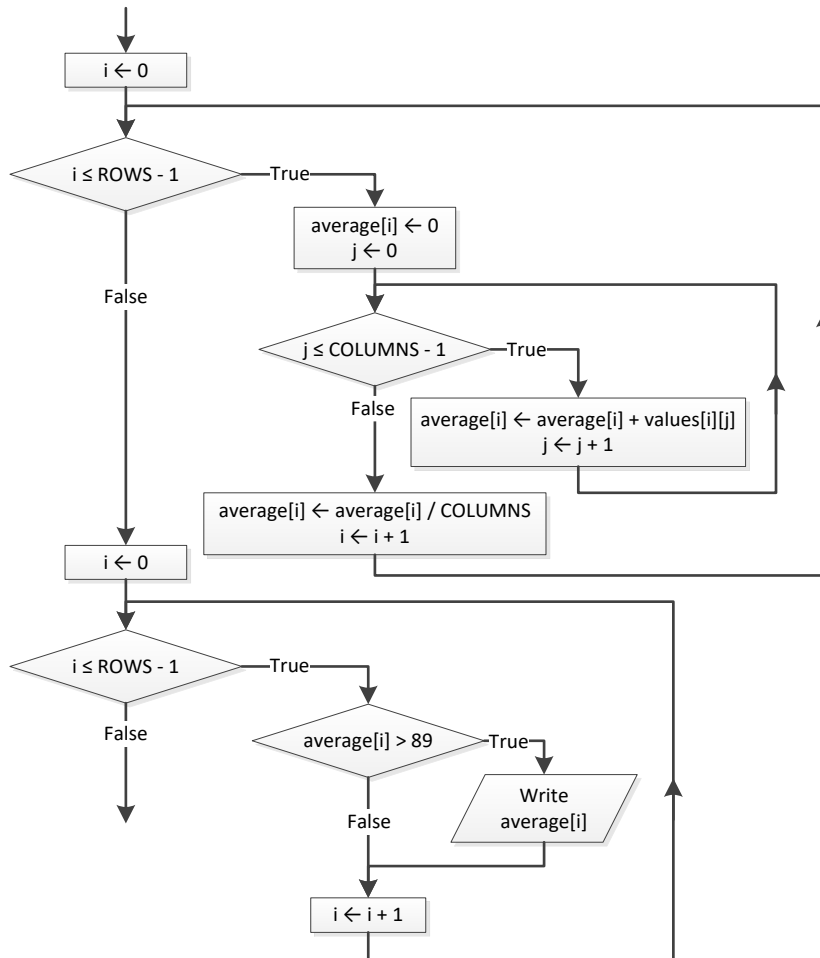 i ← 0
i ≤ ROWS - 1
True
average[i] ← 0
j ← 0
False
j ≤ COLUMNS - 1
True
False
average[i] ← average[i] + values[i][j]
j ← j + 1
average[i] ← average[i] / COLUMNS
i ← i + 1
i ← 0
i ≤ ROWS - 1
True
False
average[i] > 89
True
Write
average[i]
False
i ← i + 1